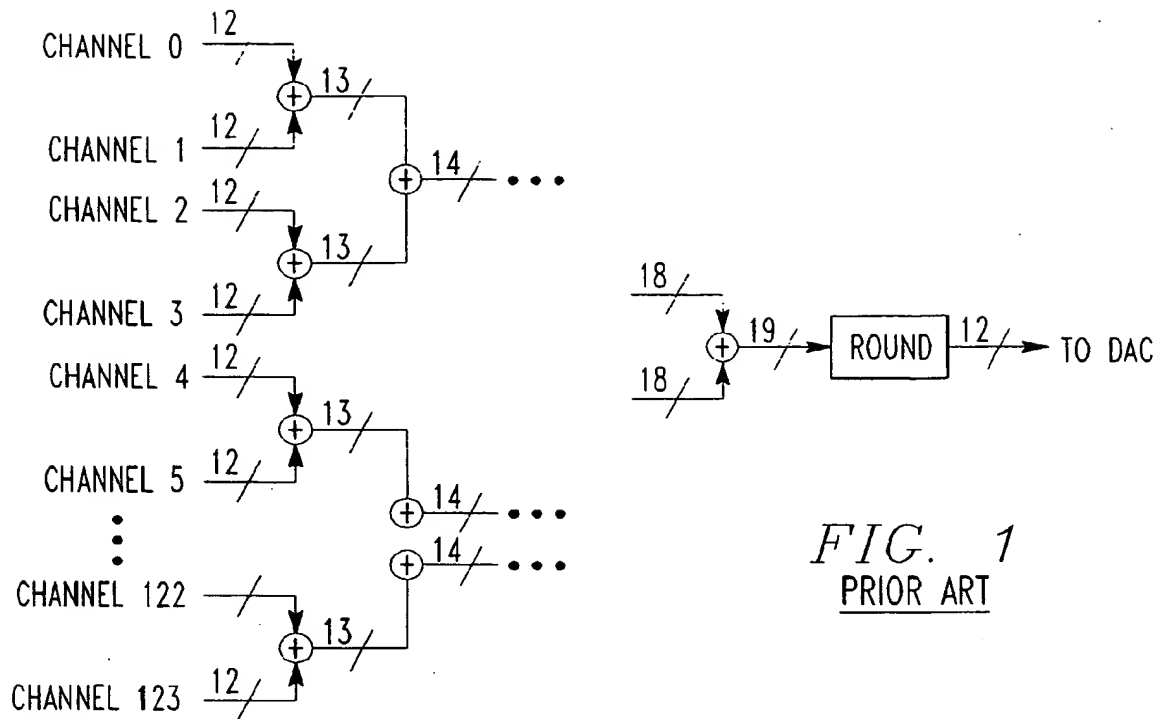 CHANNEL 0 12
13
CHANNEL 1 12
14
CHANNEL 2 12
13
CHANNEL 3 12
CHANNEL 4 12
13
CHANNEL 5 12
14
14
CHANNEL 122
13
CHANNEL 123 12
18
19 ROUND 12 TO DAC
18
FIG. 1
PRIOR ART